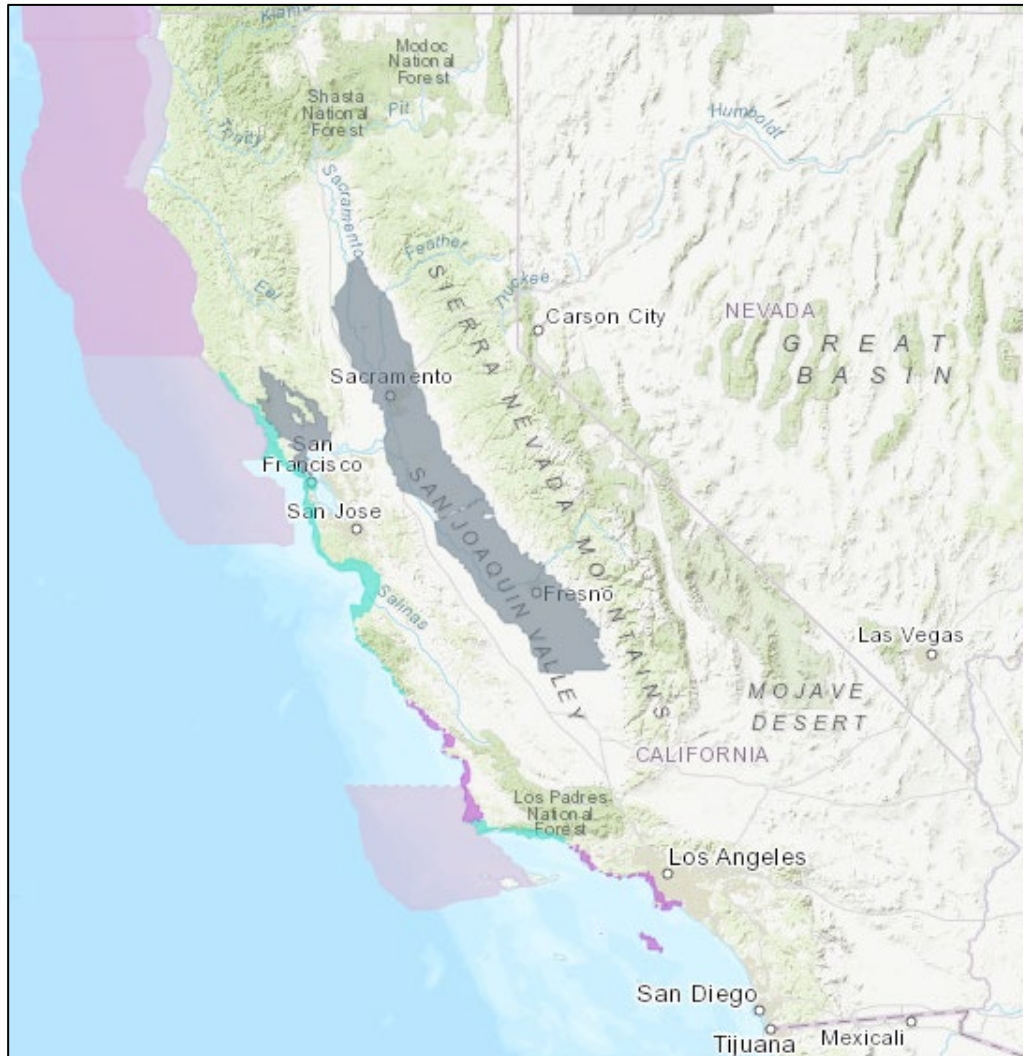 Klamath
Modoc
National
Forest
Shasta
National
Forest
Pit
Trinity
Humboldt
Sacramento
Feather
Eel
Truckee
SIERRA NEVADA MOUNTAINS
Carson City
NEVADA
GREAT
BASIN
Sacramento
San
Francisco
San Jose
SAN JOAQUIN VALLEY
Fresno
Salinas
Las Vegas
MOJAVE
DESERT
CALIFORNIA
Los Padres
National
Forest
Los Angeles
San Diego
Tijuana
Mexicali